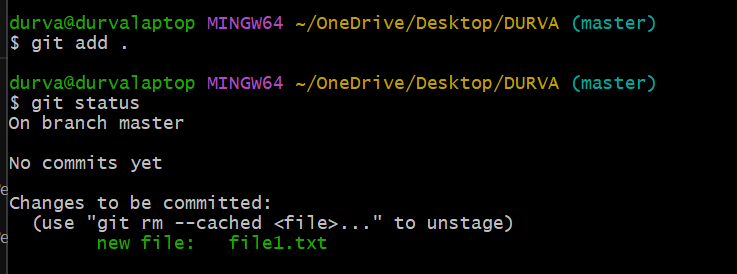 durva@durvalaptop MINGW64 ~/OneDrive/Desktop/DURVA (master)
$ git add .
durva@durvalaptop MINGW64 ~/OneDrive/Desktop/DURVA (master)
$ git status
On branch master
No commits yet
Changes to be committed:
  (use "git rm --cached <file>..." to unstage)
        new file:   file1.txt